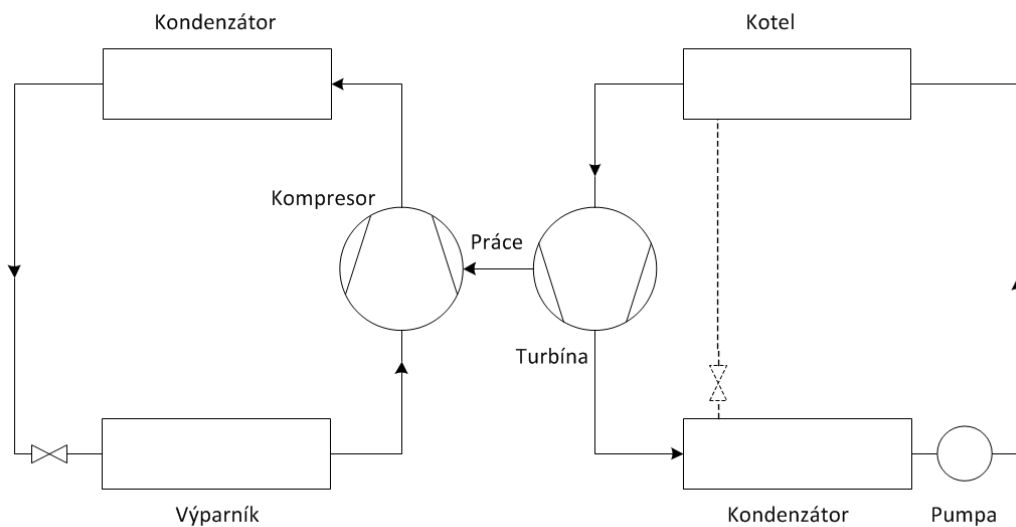 Kondenzátor
Kotel
Kompresor
Práce
Turbína
Výparník
Kondenzátor
Pumpa